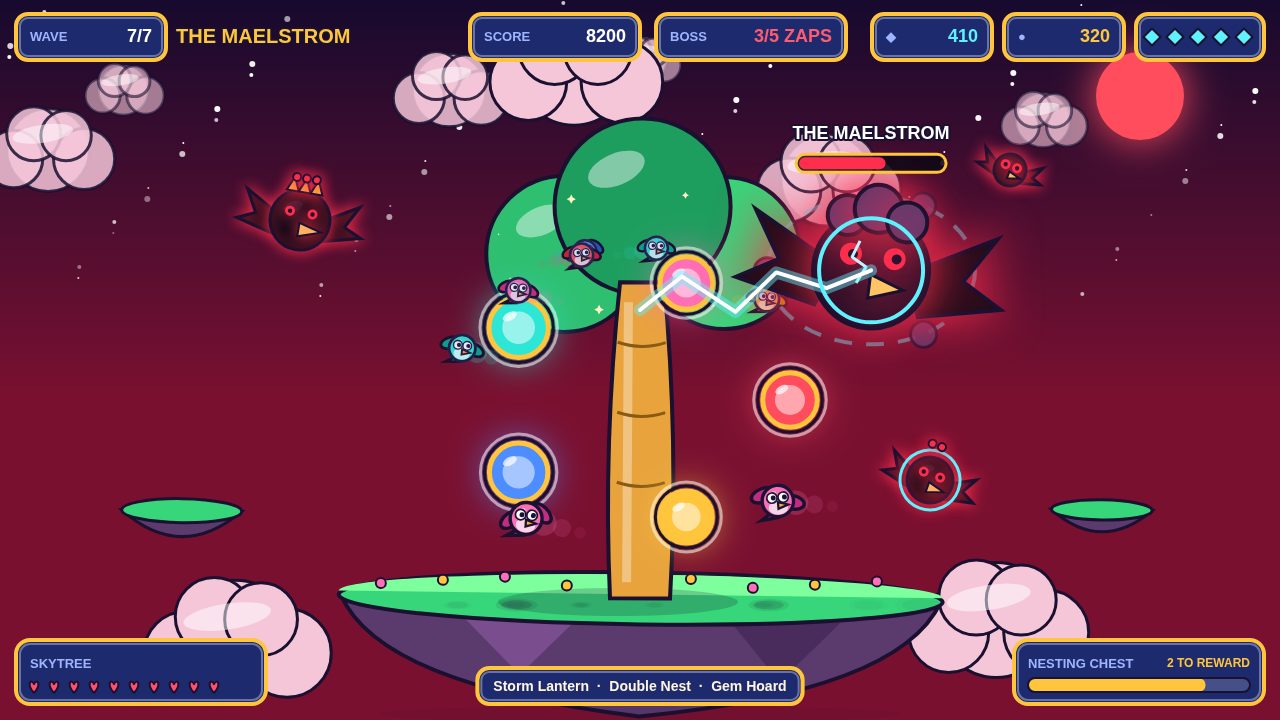 WAVE 7/7 THE MAELSTROM SCORE 8200 BOSS 3/5 ZAPS 410 320
THE MAELSTROM
SKYTREE
Storm Lantern · Double Nest · Gem Hoard
NESTING CHEST 2 TO REWARD